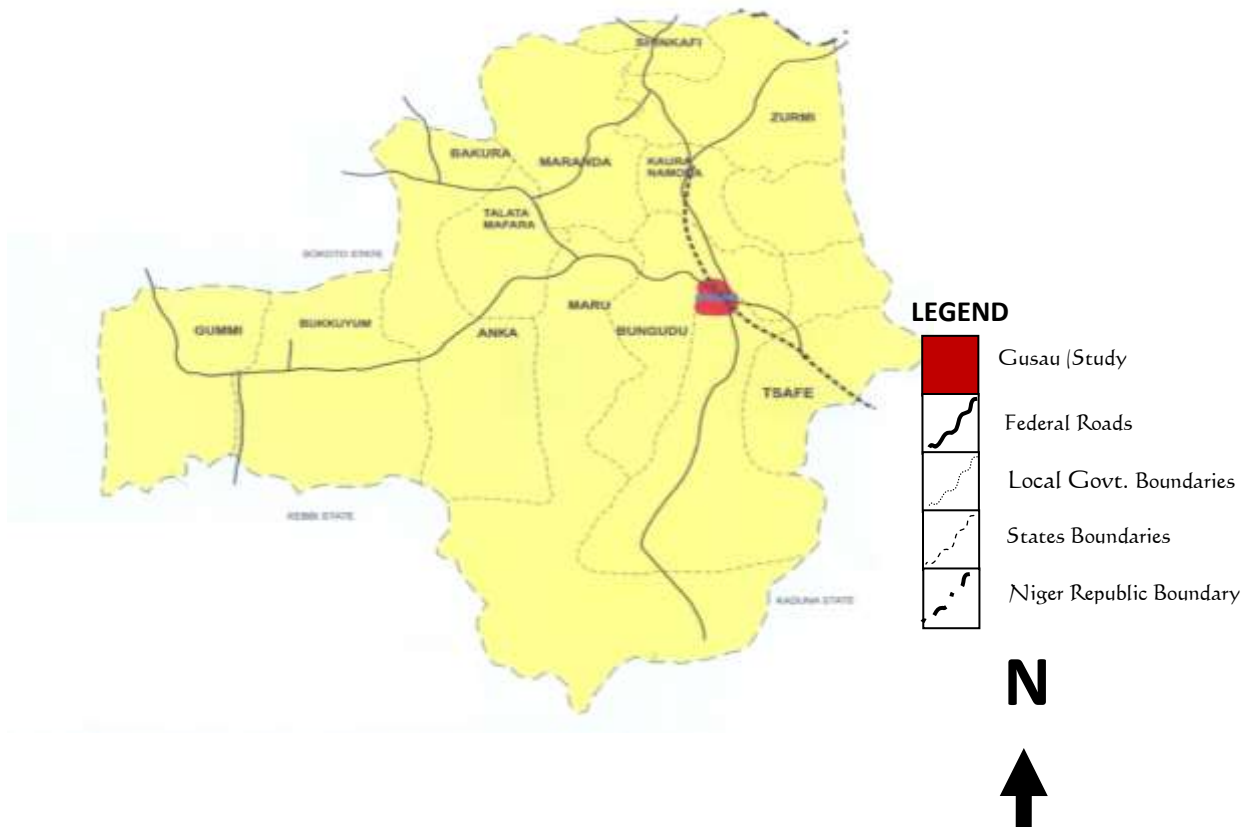 SHINKAFI
ZURMI
BAKURA
MARANDA
KAURA
NAMODA
TALATA
MAFARA
SOKOTO STATE
GUMMI
BUKKUYUM
ANKA
MARU
BUNGUDU
TSAFE
KEBBI STATE
KADUNA STATE
LEGEND
Gusau (Study
Federal Roads
Local Govt. Boundaries
States Boundaries
Niger Republic Boundary
N